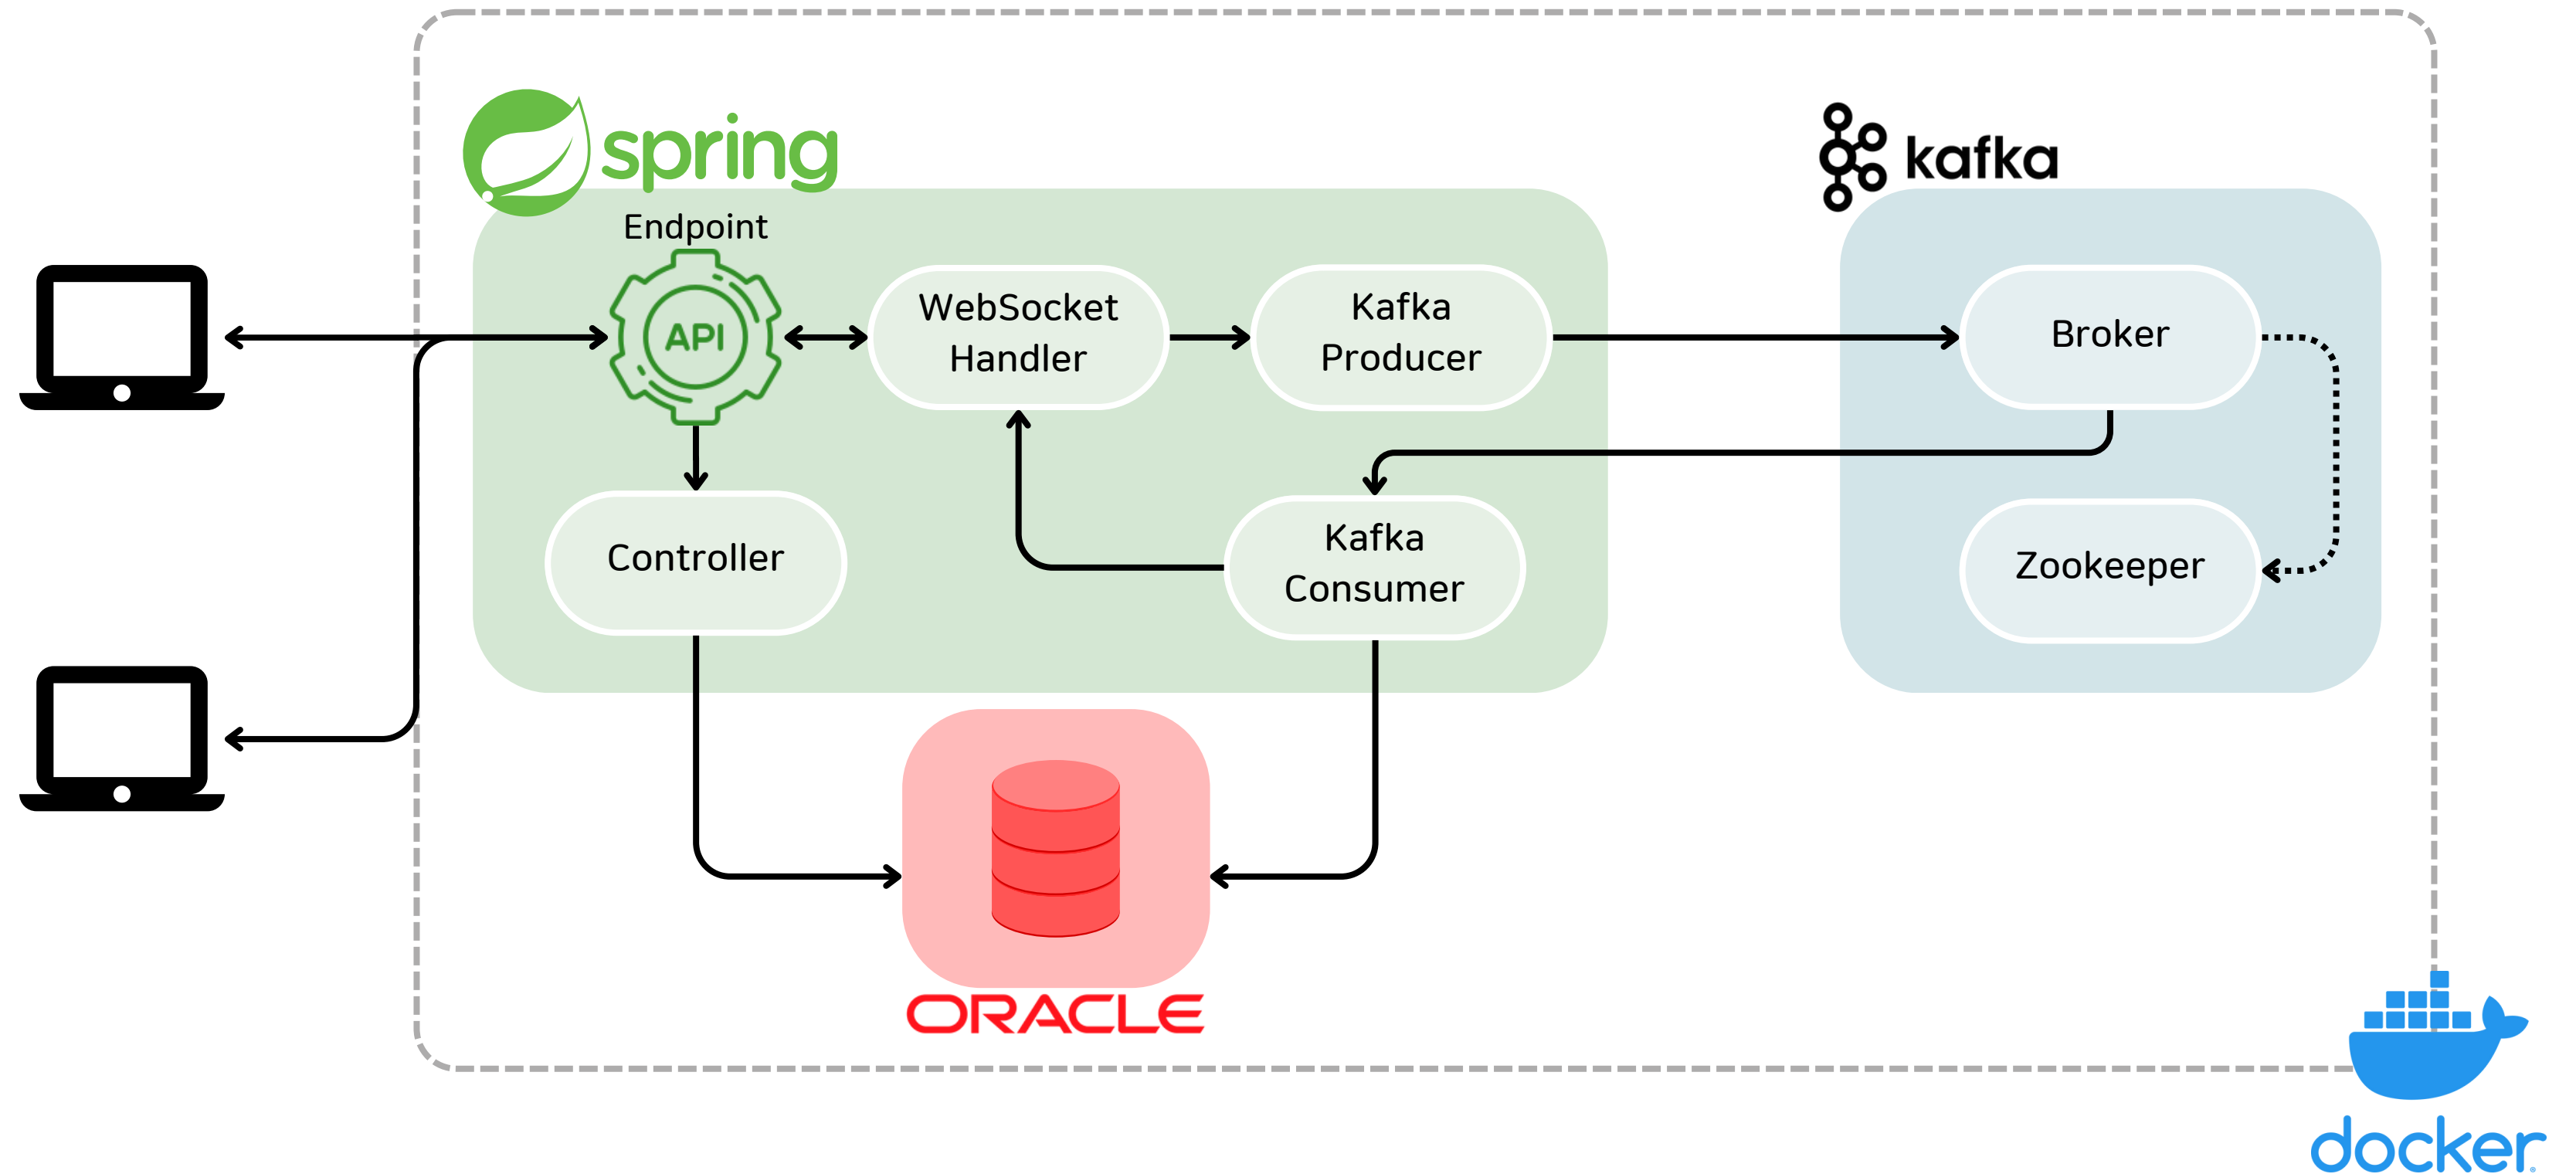 spring
kafka
Endpoint
API
WebSocket
Handler
Kafka
Producer
Broker
Controller
Kafka
Consumer
Zookeeper
ORACLE
docker